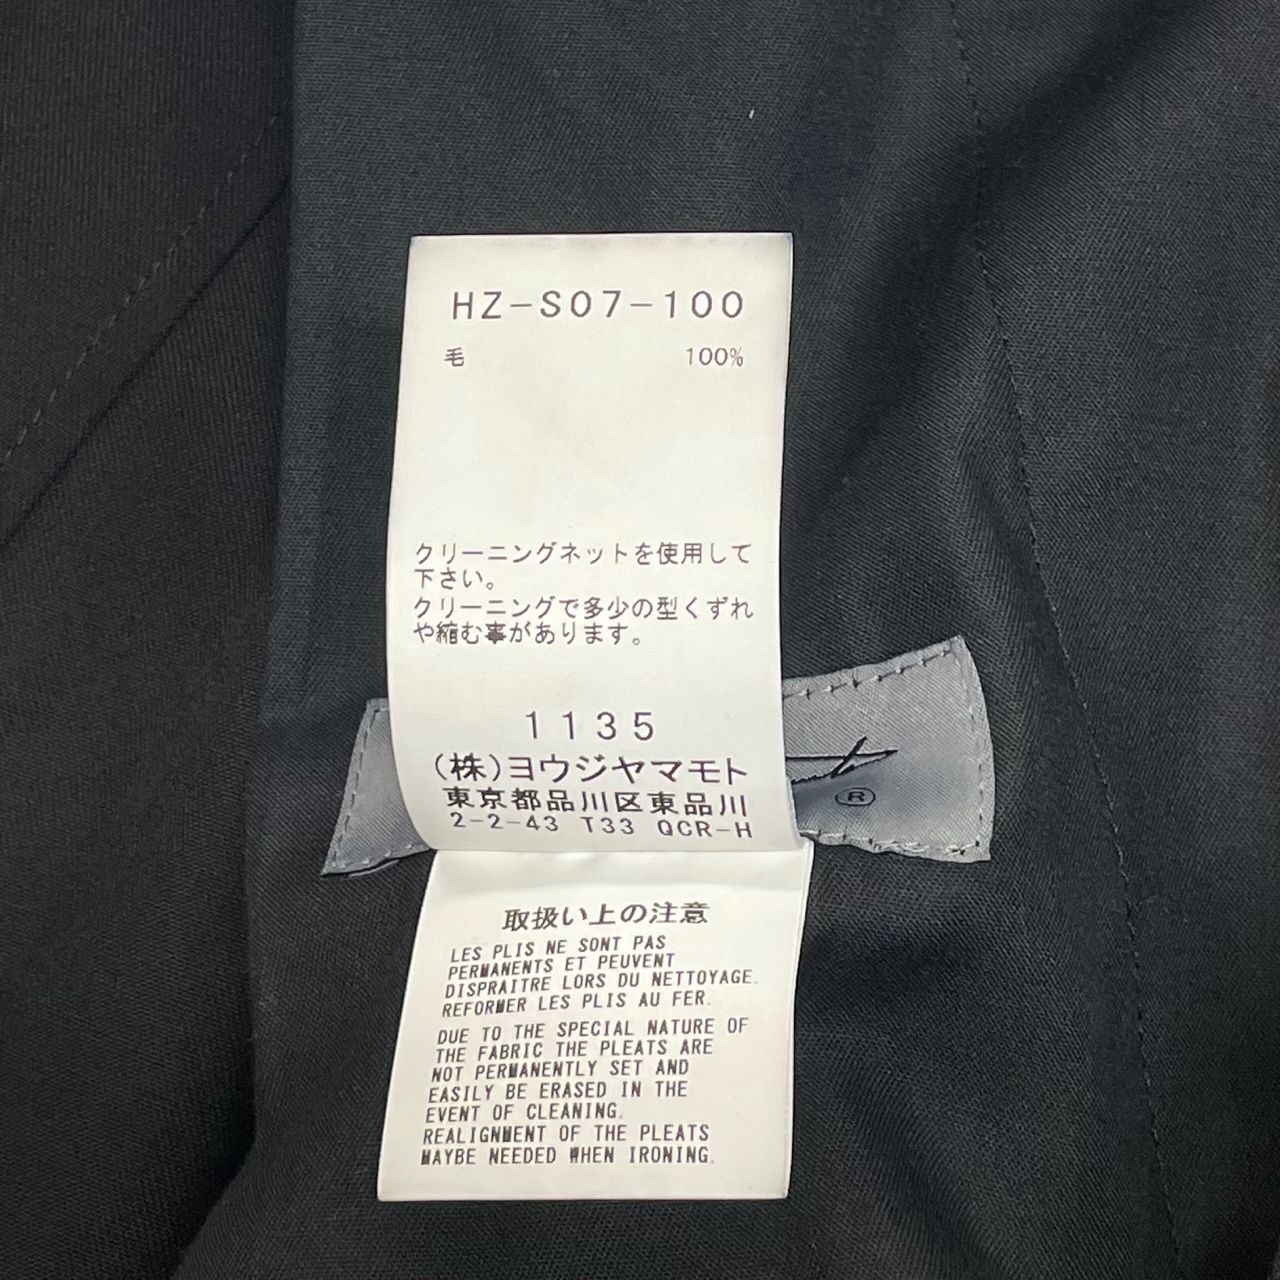 HZ-S07-100
毛 100%
クリーニングネットを使用して
下さい。
クリーニングで多少の型くずれ
や縮む事があります。
1135
(株)ヨウジヤマモト
東京都品川区東品川
2-2-43 T33 QCR-H
®
取扱い上の注意
LES PLIS NE SONT PAS
PERMANENTS ET PEUVENT
DISPRAITRE LORS DU NETTOYAGE.
REFORMER LES PLIS AU FER.
DUE TO THE SPECIAL NATURE OF
THE FABRIC THE PLEATS ARE
NOT PERMANENTLY SET AND
EASILY BE ERASED IN THE
EVENT OF CLEANING.
REALIGNMENT OF THE PLEATS
MAYBE NEEDED WHEN IRONING.